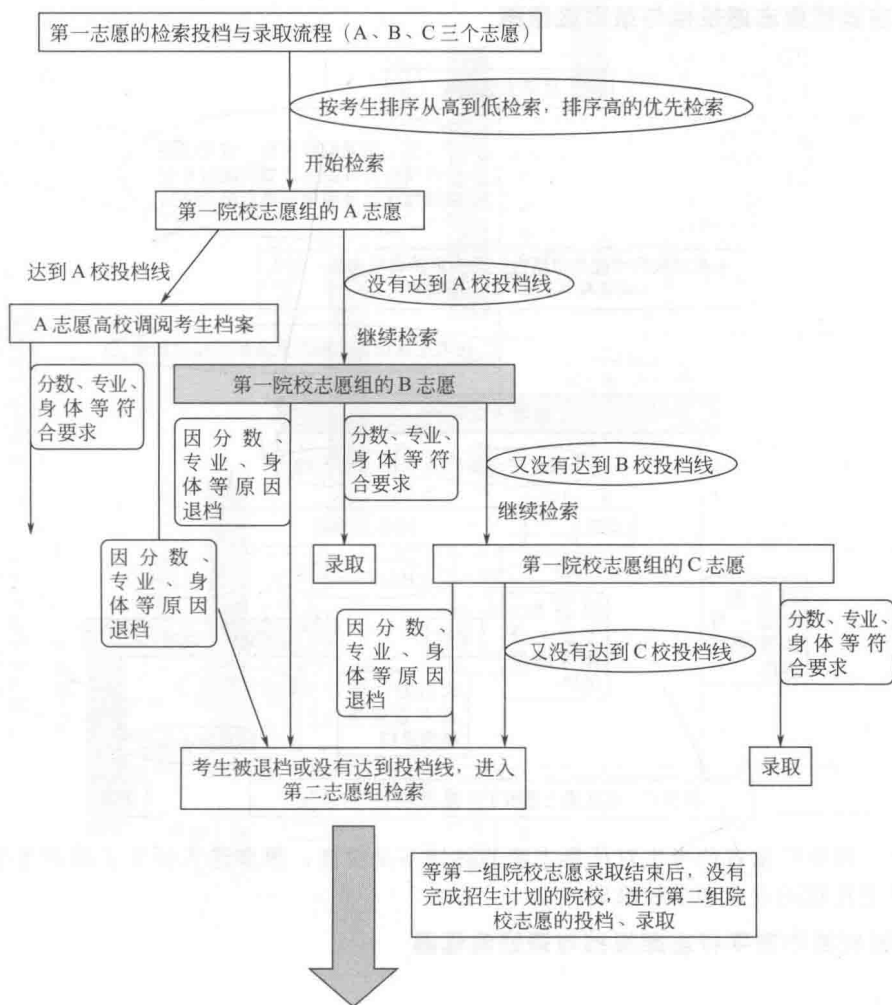 第一志愿的检索投档与录取流程（A、B、C三个志愿）
按考生排序从高到低检索，排序高的优先检索
开始检索
第一院校志愿组的 A 志愿
达到 A 校投档线
没有达到 A 校投档线
A 志愿高校调阅考生档案
继续检索
分数、专业、
身体等符
合要求
第一院校志愿组的 B 志愿
因分数、
专业、身
体等原因
退档
分数、专业、
身体等符
合要求
又没有达到 B 校投档线
继续检索
因分数、
专业、身
体等原因
退档
录取
第一院校志愿组的 C 志愿
因分数、
专业、身
体等原因
退档
又没有达到 C 校投档线
分数、专业、
身体等符
合要求
考生被退档或没有达到投档线，进入
第二志愿组检索
录取
等第一组院校志愿录取结束后，没有
完成招生计划的院校，进行第二组院
校志愿的投档、录取